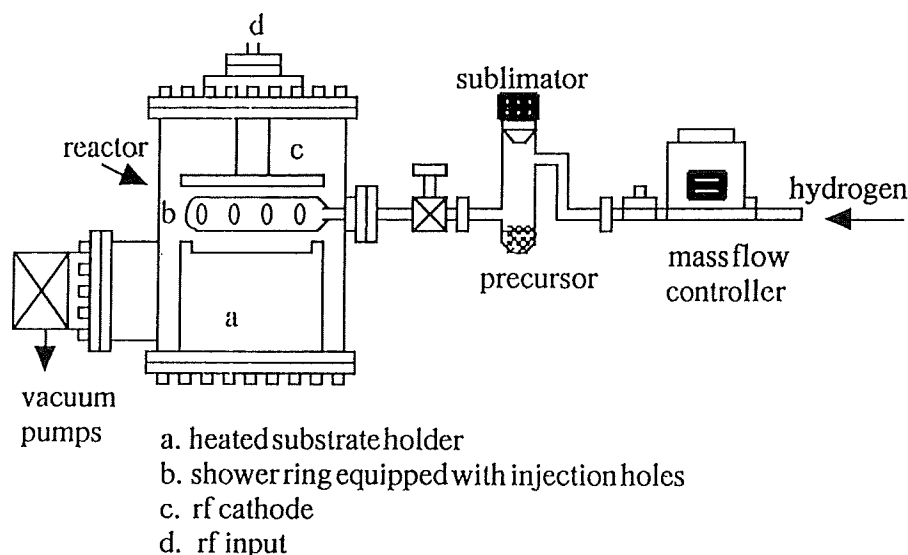 d
sublimator
reactor
c
hydrogen
b
precursor
mass flow
controller
a
vacuum
pumps
a. heated substrate holder
b. shower ring equipped with injection holes
c. rf cathode
d. rf input